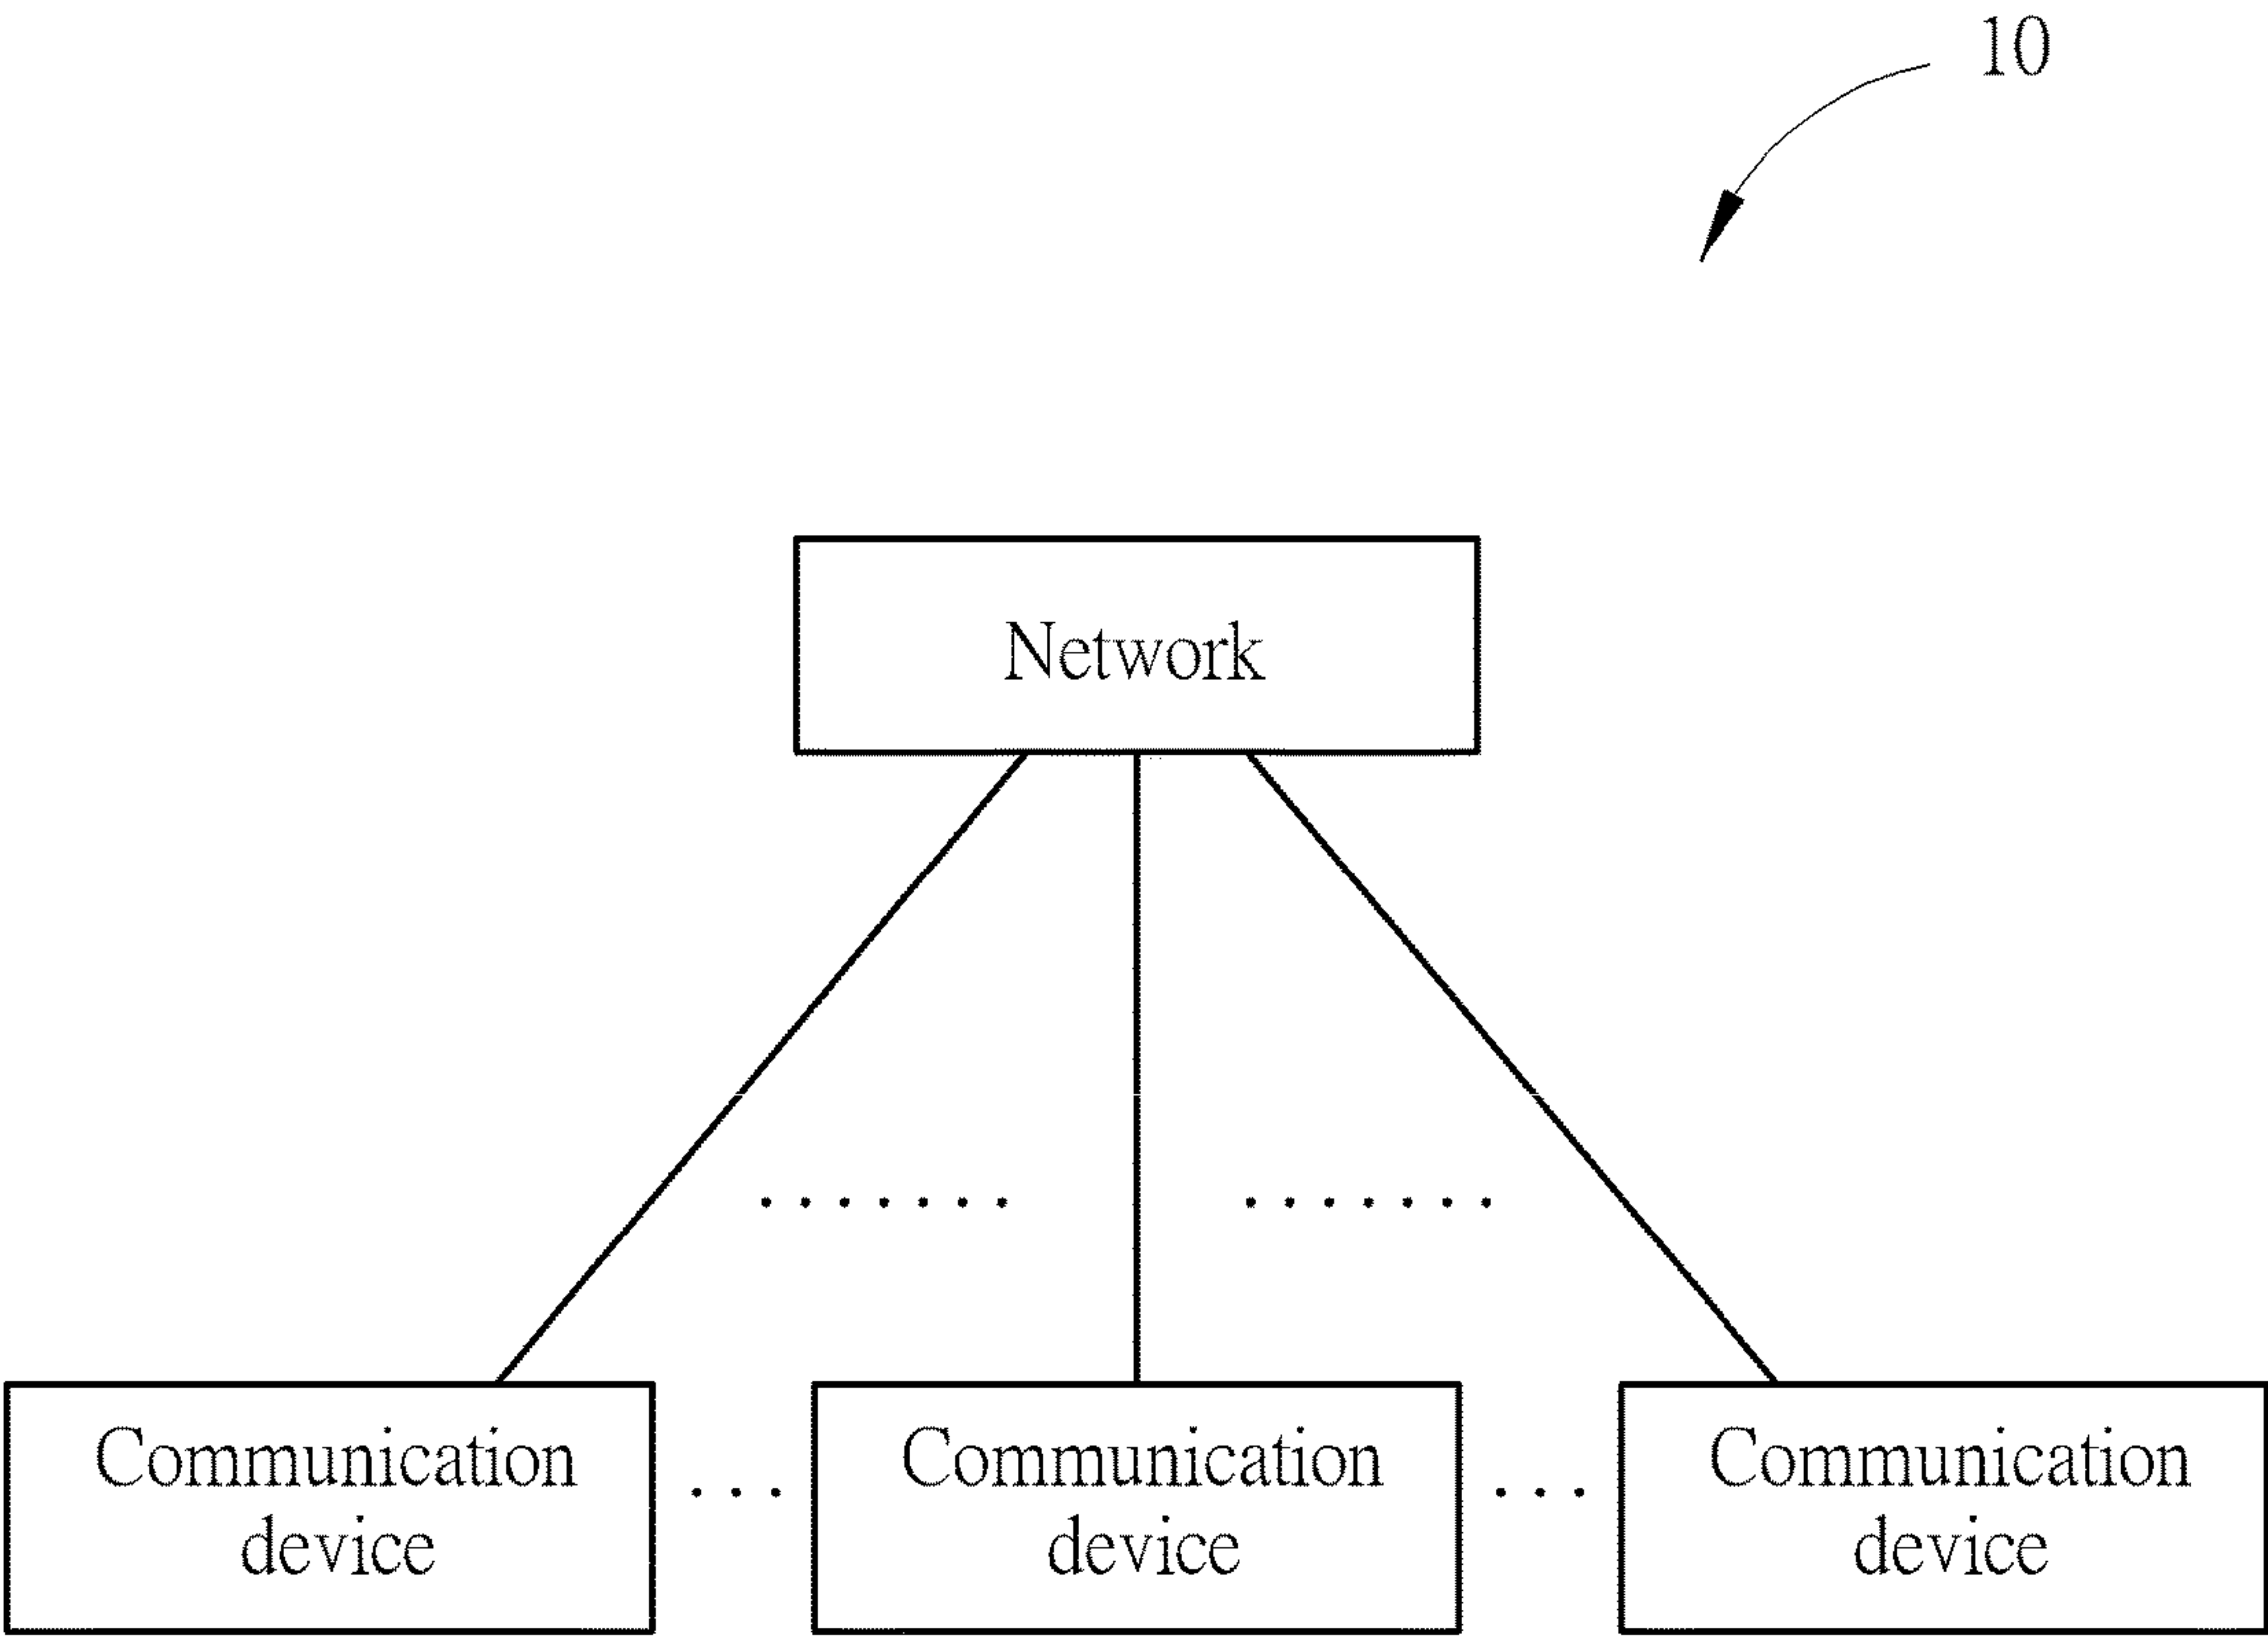 10
Network
Communication
device
Communication
device
Communication
device